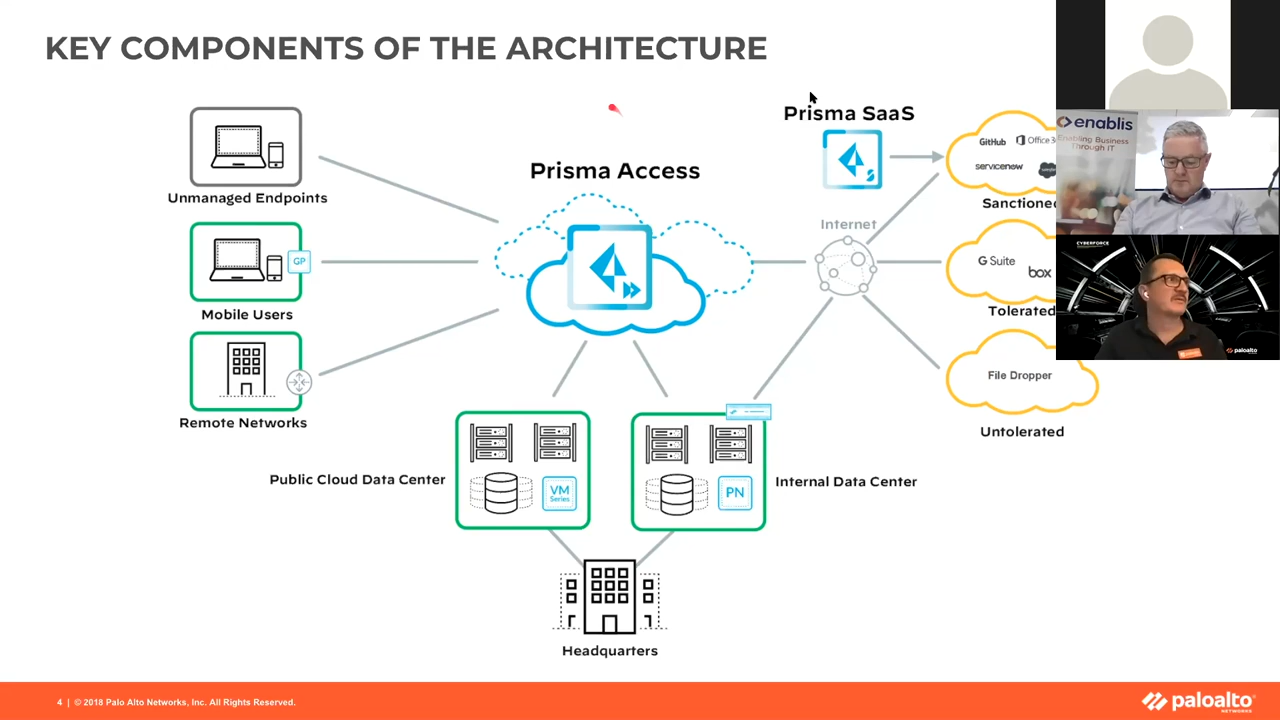 KEY COMPONENTS OF THE ARCHITECTURE
Prisma SaaS
Prisma Access
Internet
Unmanaged Endpoints
GP
Mobile Users
Remote Networks
GitHub
Office 3
servicenow
Sanctioned
G Suite
box
Tolerated
File Dropper
Untolerated
Public Cloud Data Center
VM
Series
PN
Internal Data Center
Headquarters
enablis
Enabling Business
Through IT
CYBERFORCE
paloalto
4 | © 2018 Palo Alto Networks, Inc. All Rights Reserved.
paloalto
NETWORKS